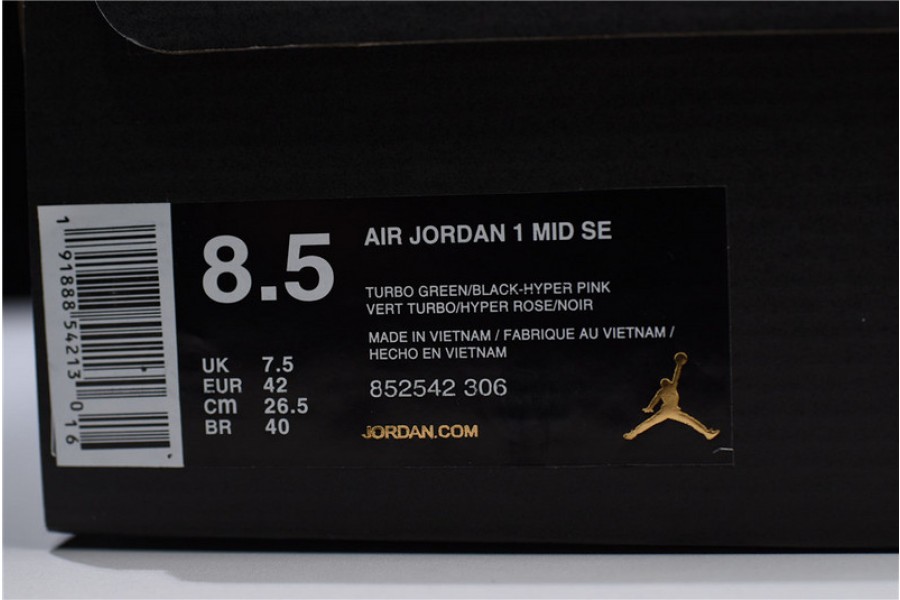 1 91888 54213 016
8.5
AIR JORDAN 1 MID SE
TURBO GREEN/BLACK-HYPER PINK
VERT TURBO/HYPER ROSE/NOIR
MADE IN VIETNAM / FABRIQUE AU VIETNAM /
HECHO EN VIETNAM
852542 306
JORDAN.COM
UK 7.5
EUR 42
cm 26.5
BR 40